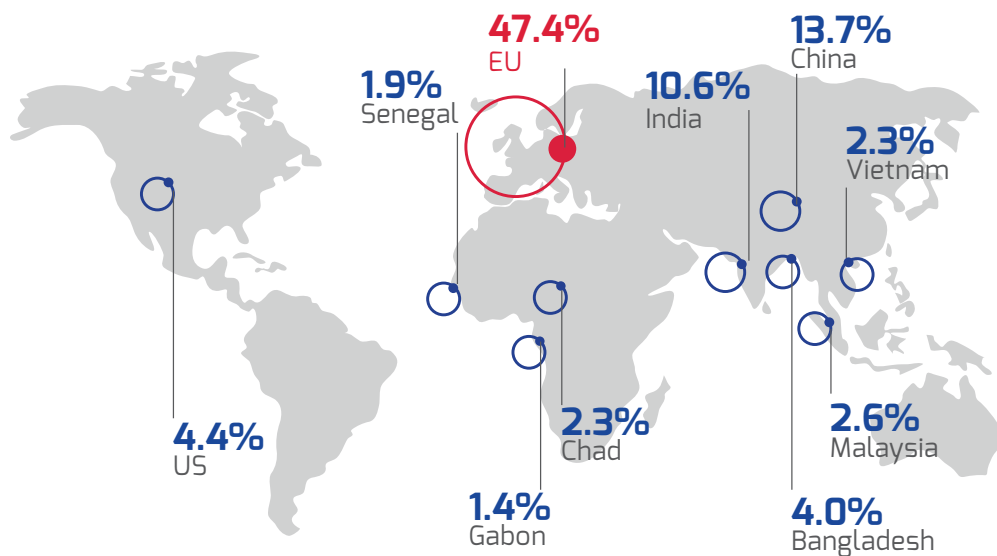 47.4%
EU
13.7%
China
1.9%
Senegal
10.6%
India
2.3%
Vietnam
4.4%
US
2.3%
Chad
2.6%
Malaysia
1.4%
Gabon
4.0%
Bangladesh